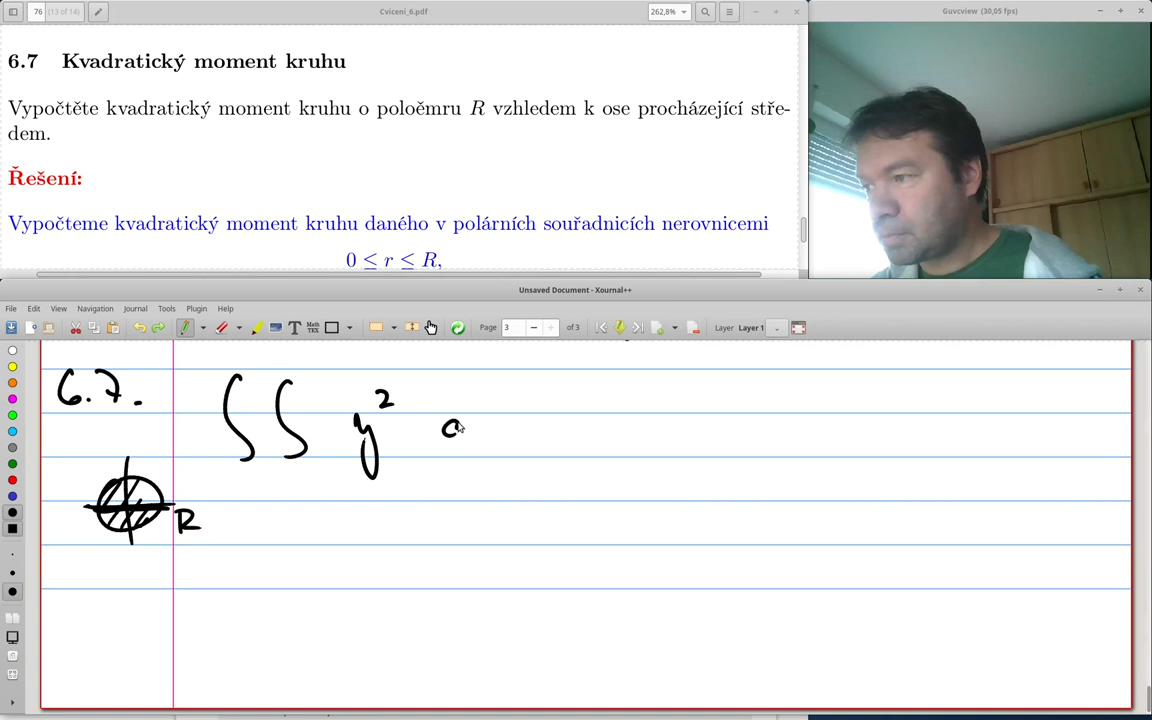 76 (13 of 14)
Cviceni_6.pdf
262,8%
Guvcview (30,05 fps)
6.7 Kvadratický moment kruhu
Vypočtěte kvadratický moment kruhu o poloěmru R vzhledem k ose procházející stře-
dem.
Řešení:
Vypočteme kvadratický moment kruhu daného v polárních souřadnicích nerovnicemi
0 ≤ r ≤ R,
Unsaved Document - Xournal++
File Edit View Navigation Journal Tools Plugin Help
T Math TEX Page 3 of 3 Layer Layer 1
6.7. ∫∫ y²
R